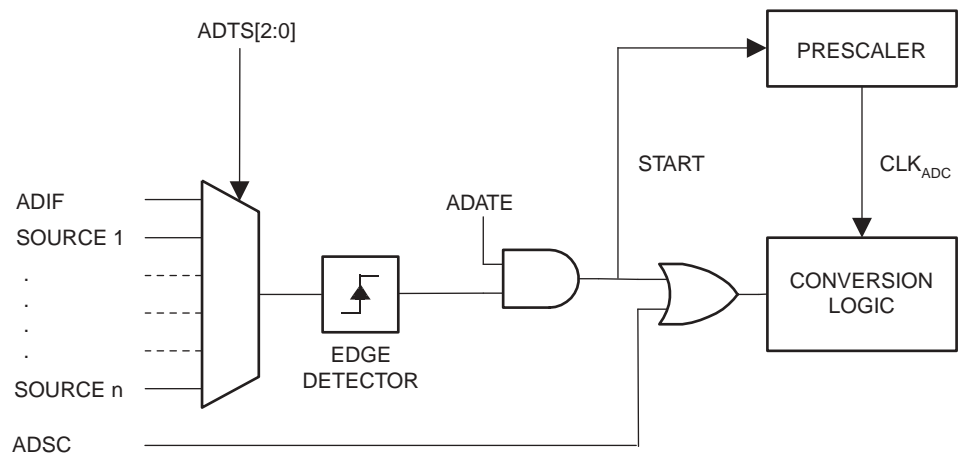 ADTS[2:0]
PRESCALER
START
CLKADC
ADIF
ADATE
SOURCE 1
.
.
.
.
CONVERSION
LOGIC
EDGE
DETECTOR
SOURCE n
ADSC